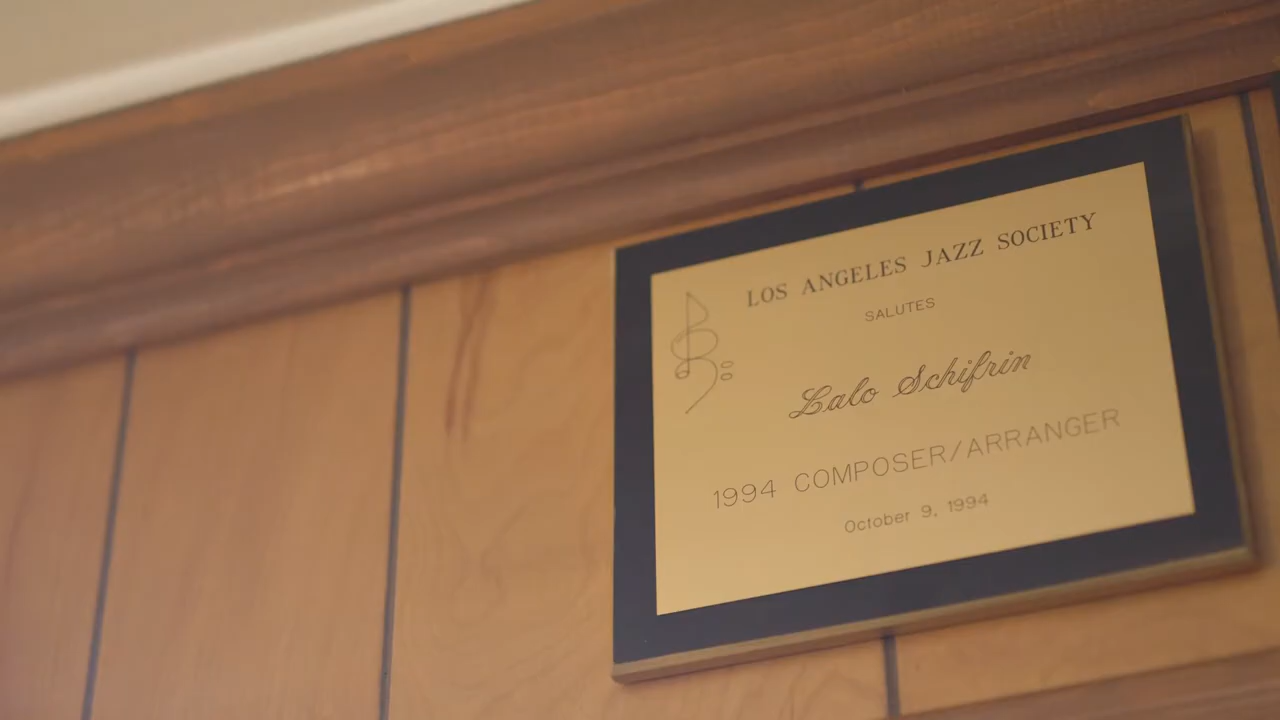 LOS ANGELES JAZZ SOCIETY
SALUTES
Lalo Schifrin
1994 COMPOSER/ARRANGER
October 9, 1994